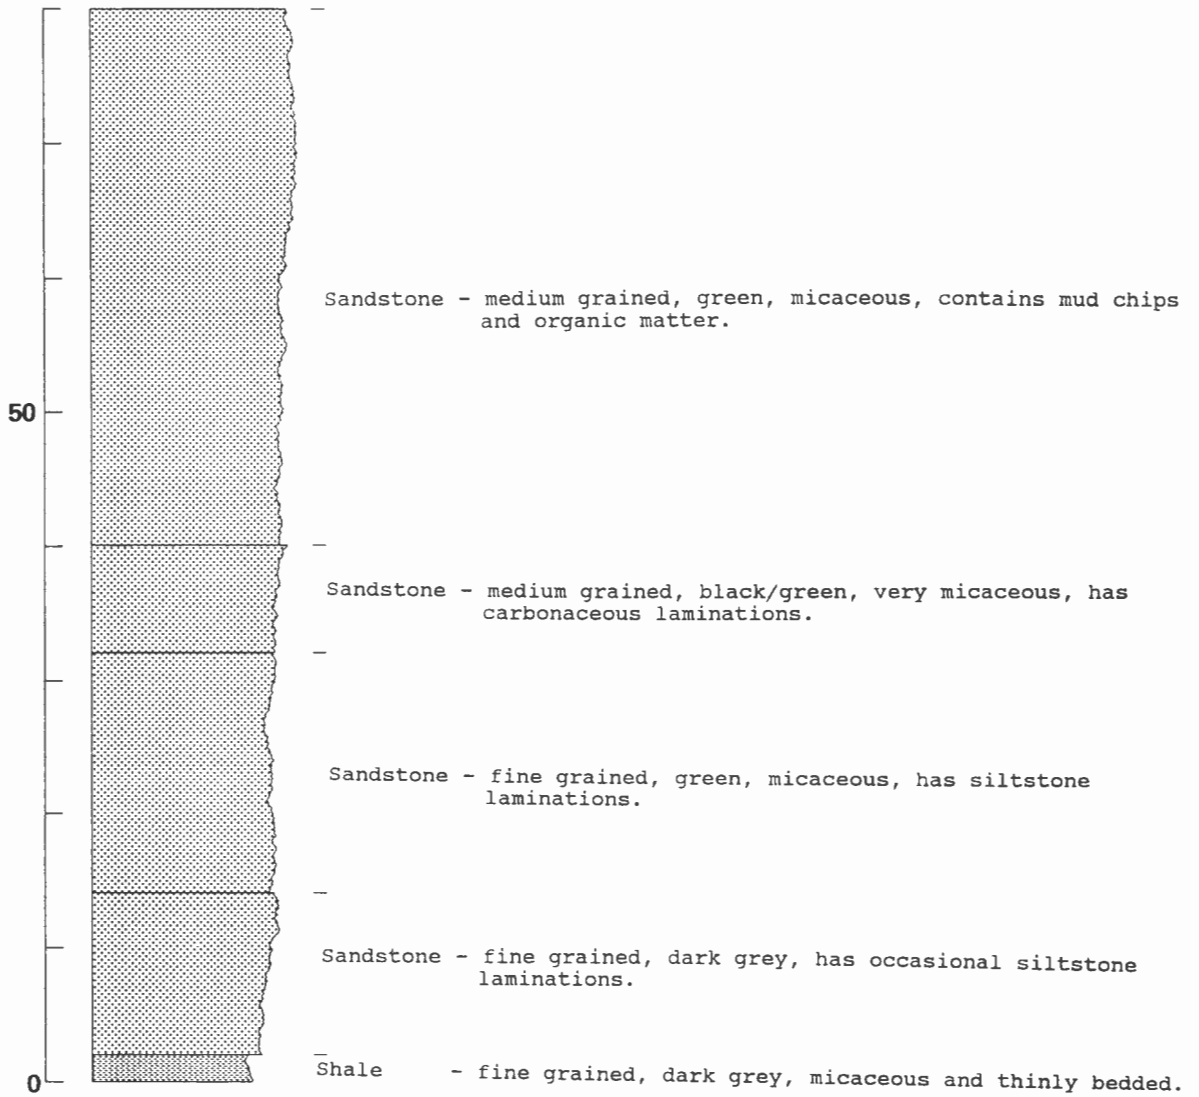 Sandstone - medium grained, green, micaceous, contains mud chips
and organic matter.
50
Sandstone - medium grained, black/green, very micaceous, has
carbonaceous laminations.
Sandstone - fine grained, green, micaceous, has siltstone
laminations.
Sandstone - fine grained, dark grey, has occasional siltstone
laminations.
Shale - fine grained, dark grey, micaceous and thinly bedded.
0